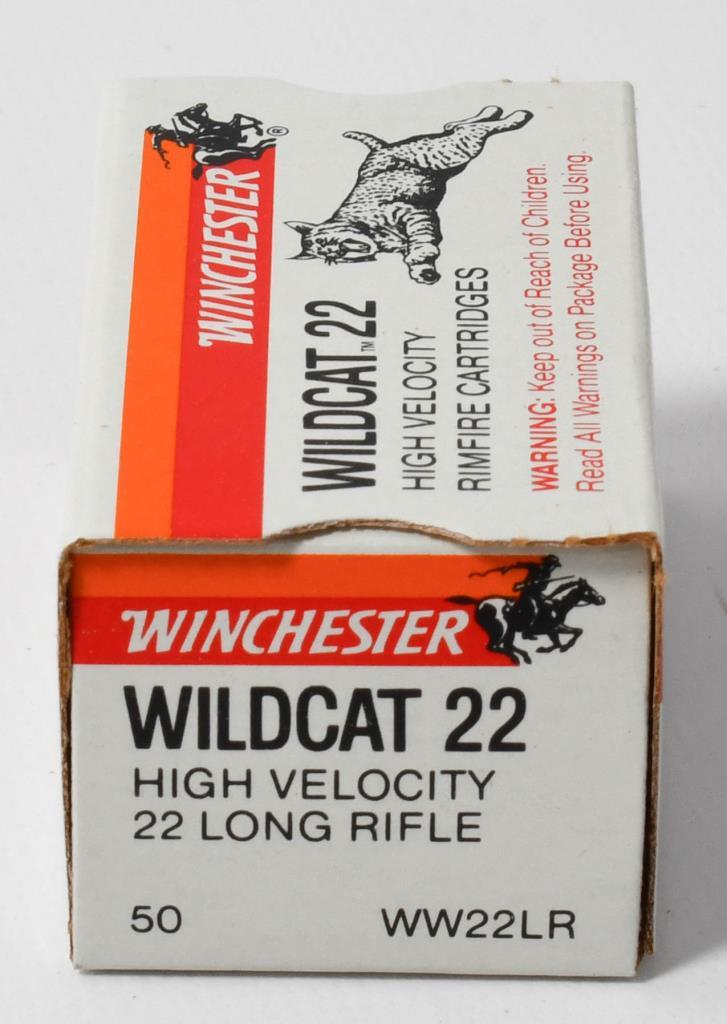 WINCHESTER
®
WILDCAT™ 22
HIGH VELOCITY
RIMFIRE CARTRIDGES
WARNING: Keep out of Reach of Children.
Read All Warnings on Package Before Using.
WINCHESTER
WILDCAT 22
HIGH VELOCITY
22 LONG RIFLE
50 WW22LR